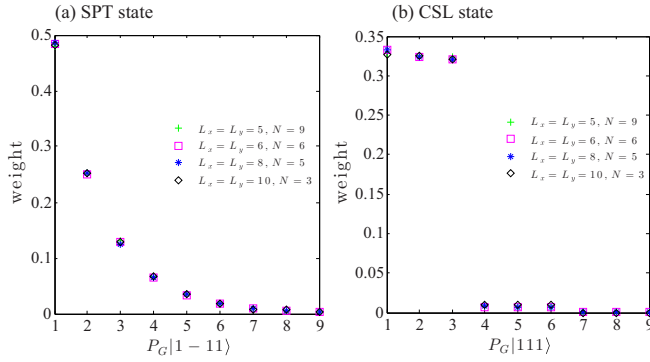 (a) SPT state
0.5
0.4
0.3
0.2
0.1
0
weight
L_x = L_y = 5, N = 9
L_x = L_y = 6, N = 6
L_x = L_y = 8, N = 5
L_x = L_y = 10, N = 3
1 2 3 4 5 6 7 8 9
P_G|1 − 11⟩
(b) CSL state
0.35
0.3
0.25
0.2
0.15
0.1
0.05
0
weight
L_x = L_y = 5, N = 9
L_x = L_y = 6, N = 6
L_x = L_y = 8, N = 5
L_x = L_y = 10, N = 3
1 2 3 4 5 6 7 8 9
P_G|111⟩